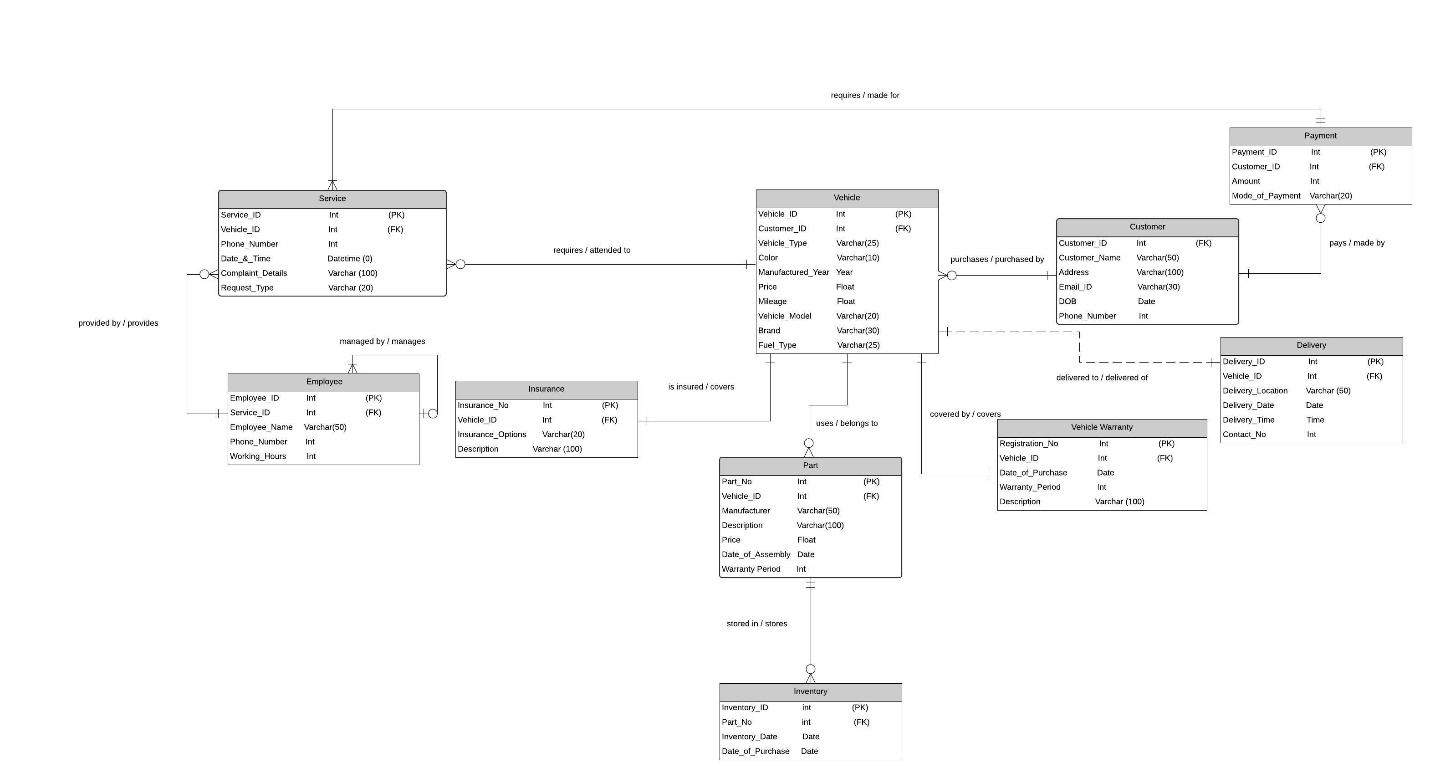 requires / made for
Payment
Payment_ID Int (PK)
Customer_ID Int (FK)
Amount Int
Mode_of_Payment Varchar(20)
Service
Service_ID Int (PK)
Vehicle_ID Int (FK)
Phone_Number Int
Date_&_Time Datetime (0)
Complaint_Details Varchar (100)
Request_Type Varchar (20)
requires / attended to
Vehicle
Vehicle_ID Int (PK)
Customer_ID Int (FK)
Vehicle_Type Varchar(25)
Color Varchar(10)
Manufactured_Year Year
Price Float
Mileage Float
Vehicle_Model Varchar(20)
Brand Varchar(30)
Fuel_Type Varchar(25)
purchases / purchased by
Customer
Customer_ID Int (FK)
Customer_Name Varchar(50)
Address Varchar(100)
Email_ID Varchar(30)
DOB Date
Phone_Number Int
pays / made by
provided by / provides
managed by / manages
Employee
Employee_ID Int (PK)
Service_ID Int (FK)
Employee_Name Varchar(50)
Phone_Number Int
Working_Hours Int
Insurance
Insurance_No Int (PK)
Vehicle_ID Int (FK)
Insurance_Options Varchar(20)
Description Varchar (100)
is insured / covers
uses / belongs to
covered by / covers
delivered to / delivered of
Delivery
Delivery_ID Int (PK)
Vehicle_ID Int (FK)
Delivery_Location Varchar (50)
Delivery_Date Date
Delivery_Time Time
Contact_No Int
Vehicle Warranty
Registration_No Int (PK)
Vehicle_ID Int (FK)
Date_of_Purchase Date
Warranty_Period Int
Description Varchar (100)
Part
Part_No Int (PK)
Vehicle_ID Int (FK)
Manufacturer Varchar(50)
Description Varchar(100)
Price Float
Date_of_Assembly Date
Warranty Period Int
stored in / stores
Inventory
Inventory_ID int (PK)
Part_No int (FK)
Inventory_Date Date
Date_of_Purchase Date